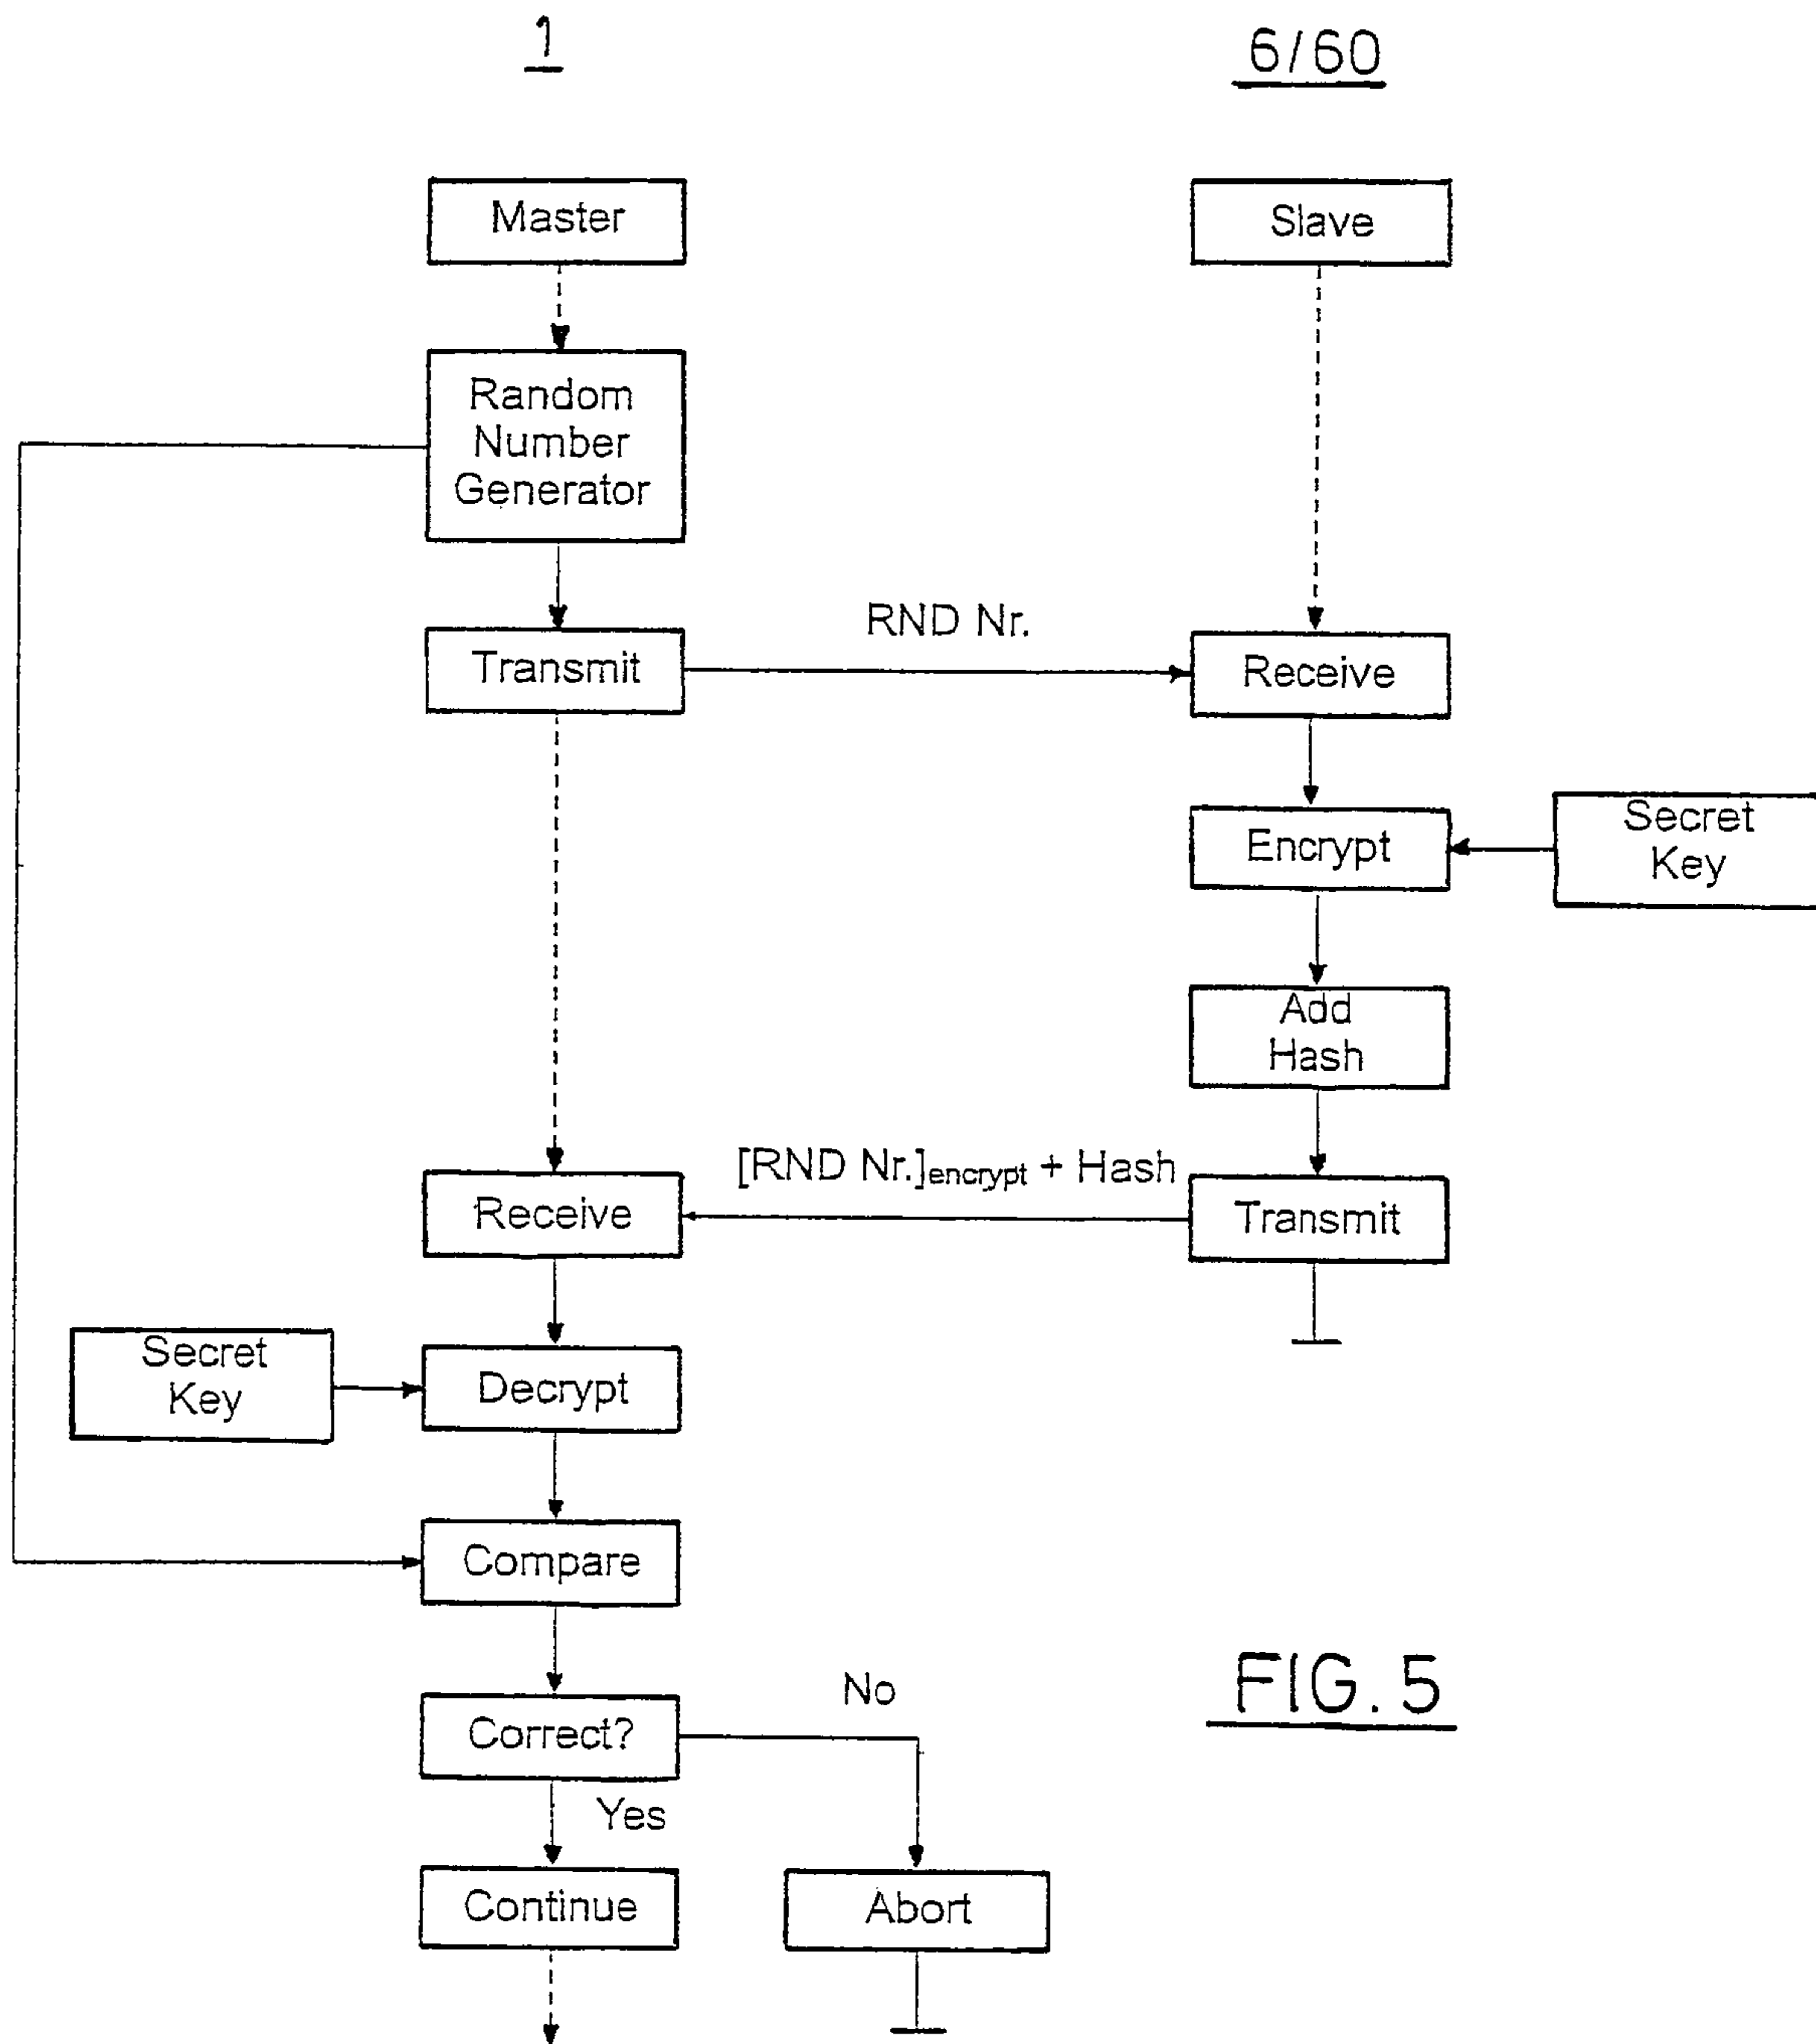 1
6/60
Master
Slave
Random
Number
Generator
RND Nr.
Transmit
Receive
Encrypt
Secret
Key
Add
Hash
[RND Nr.]encrypt + Hash
Receive
Transmit
Secret
Key
Decrypt
Compare
No
Correct?
FIG. 5
Yes
Continue
Abort